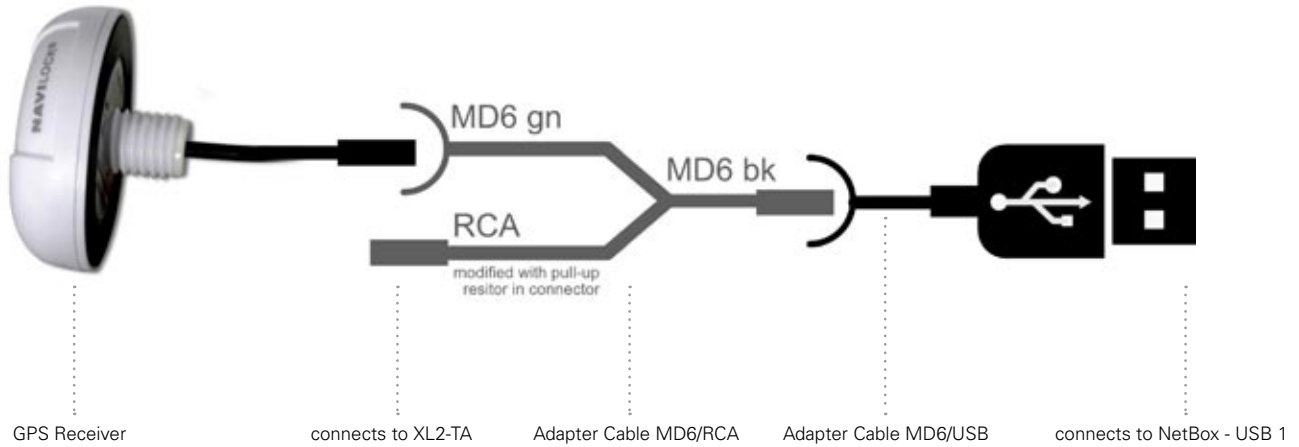 NAVILOCK
MD6 gn
MD6 bk
RCA
modified with pull-up
resitor in connector
GPS Receiver
connects to XL2-TA
Adapter Cable MD6/RCA
Adapter Cable MD6/USB
connects to NetBox - USB 1